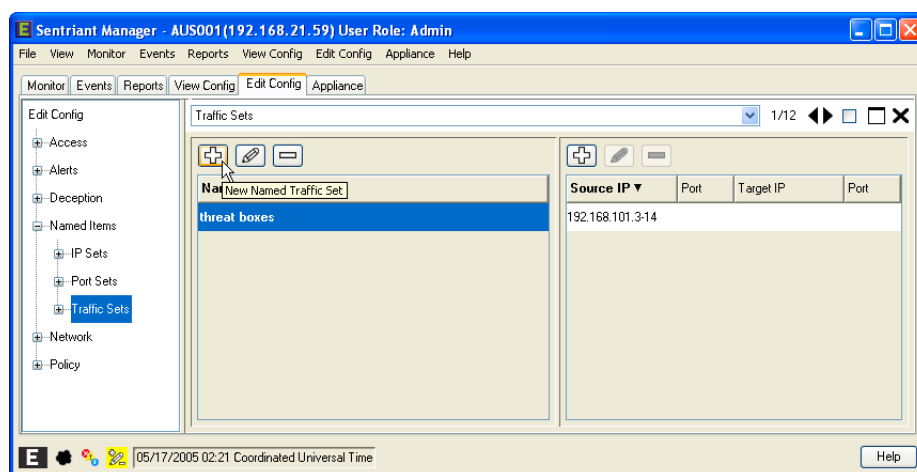 E Sentriant Manager - AUS001(192.168.21.59) User Role: Admin
File View Monitor Events Reports View Config Edit Config Appliance Help
Monitor Events Reports View Config Edit Config Appliance
Edit Config
Access
Alerts
Deception
Named Items
IP Sets
Port Sets
Traffic Sets
Network
Policy
Traffic Sets 1/12
New Named Traffic Set
threat boxes
Source IP Port Target IP Port
192.168.101.3-14
E 05/17/2005 02:21 Coordinated Universal Time Help